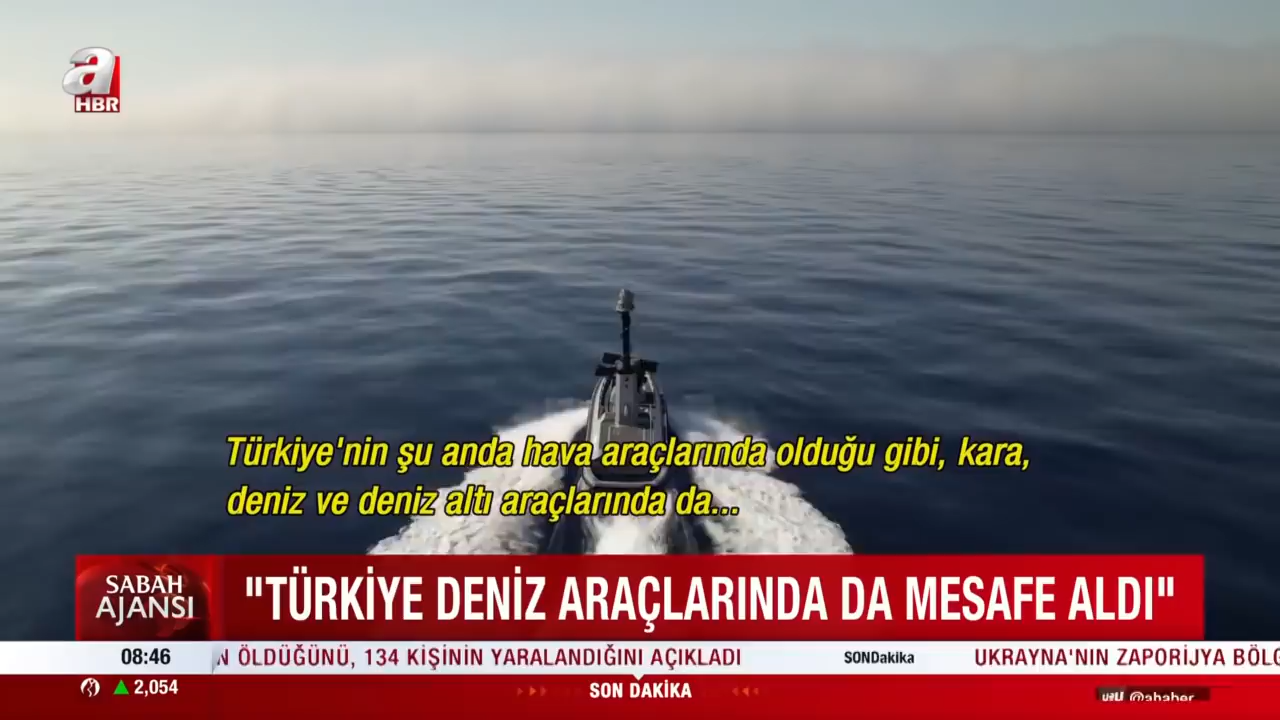 a
HBR
Türkiye'nin şu anda hava araçlarında olduğu gibi, kara,
deniz ve deniz altı araçlarında da...
SABAH
AJANSI
"TÜRKİYE DENİZ ARAÇLARINDA DA MESAFE ALDI"
08:46
N ÖLDÜĞÜNÜ, 134 KİŞİNİN YARALANDIĞINI AÇIKLADI
SONDakika
UKRAYNA'NIN ZAPORİJYA BÖLG
2,054
SON DAKİKA
@ahaber